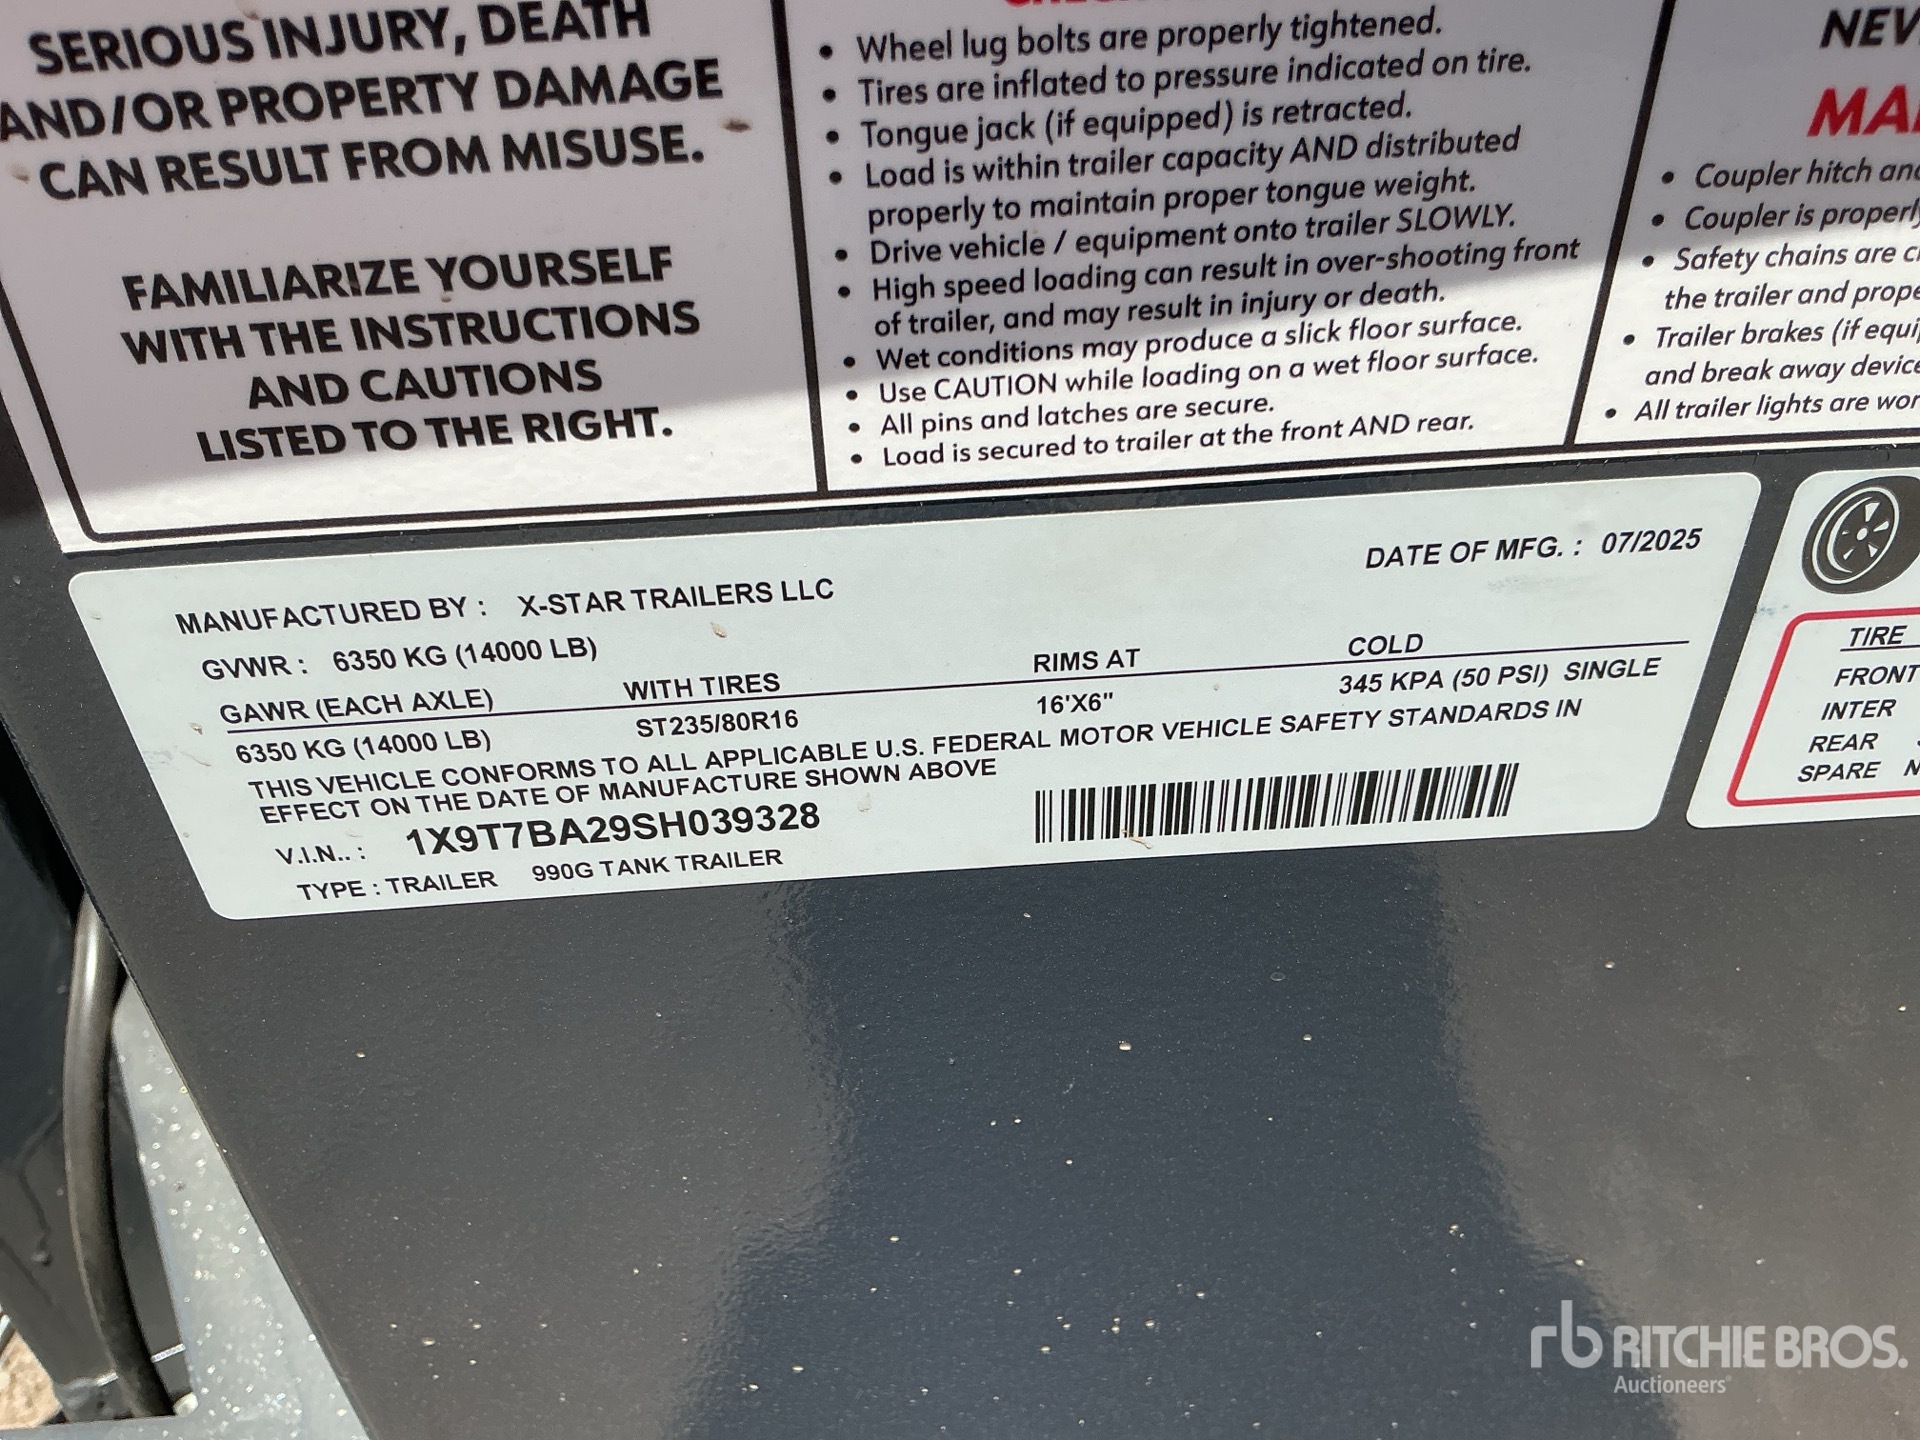 SERIOUS INJURY, DEATH
AND/OR PROPERTY DAMAGE
CAN RESULT FROM MISUSE.
FAMILIARIZE YOURSELF
WITH THE INSTRUCTIONS
AND CAUTIONS
LISTED TO THE RIGHT.
• Wheel lug bolts are properly tightened.
• Tires are inflated to pressure indicated on tire.
• Tongue jack (if equipped) is retracted.
• Load is within trailer capacity AND distributed
properly to maintain proper tongue weight.
• Drive vehicle / equipment onto trailer SLOWLY.
• High speed loading can result in over-shooting front
of trailer, and may result in injury or death.
• Wet conditions may produce a slick floor surface.
• Use CAUTION while loading on a wet floor surface.
• All pins and latches are secure.
• Load is secured to trailer at the front AND rear.
• Coupler hitch
• Coupler is
• Safety chains are
the trailer and
• Trailer brakes (if
and break away
• All trailer lights are
DATE OF MFG. : 07/2025
MANUFACTURED BY : X-STAR TRAILERS LLC
GVWR : 6350 KG (14000 LB)
GAWR (EACH AXLE) WITH TIRES RIMS AT COLD
6350 KG (14000 LB) ST235/80R16 16'X6" 345 KPA (50 PSI) SINGLE
THIS VEHICLE CONFORMS TO ALL APPLICABLE U.S. FEDERAL MOTOR VEHICLE SAFETY STANDARDS IN
EFFECT ON THE DATE OF MANUFACTURE SHOWN ABOVE
V.I.N.. : 1X9T7BA29SH039328
TYPE : TRAILER 990G TANK TRAILER
TIRE
FRONT
INTER
REAR
SPARE
rb RITCHIE BROS.
Auctioneers